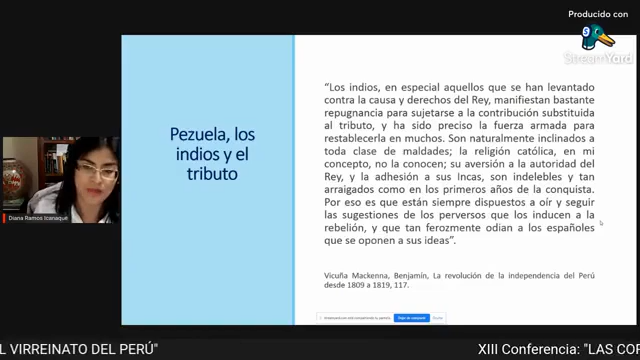 Producido con
StreamYard
Pezuela, los
indios y el
tributo
“Los indios, en especial aquellos que se han levantado
contra la causa y derechos del Rey, manifiestan bastante
repugnancia para sujetarse a la contribución substituida
al tributo, y ha sido preciso la fuerza armada para
restablecerla en muchos. Son naturalmente inclinados a
toda clase de maldades; la religión católica, en mi
concepto, no la conocen; su aversión a la autoridad del
Rey, y la adhesión a sus Incas, son indelebles y tan
arraigados como en los primeros años de la conquista.
Por eso es que están siempre dispuestos a oír y seguir
las sugestiones de los perversos que los inducen a la
rebelión, y que tan ferozmente odian a los españoles
que se oponen a sus ideas”.
Vicuña Mackenna, Benjamín, La revolución de la independencia del Perú
desde 1809 a 1819, 117.
Diana Ramos Icanaqué
L VIRREINATO DEL PERÚ" XIII Conferencia: "LAS COR